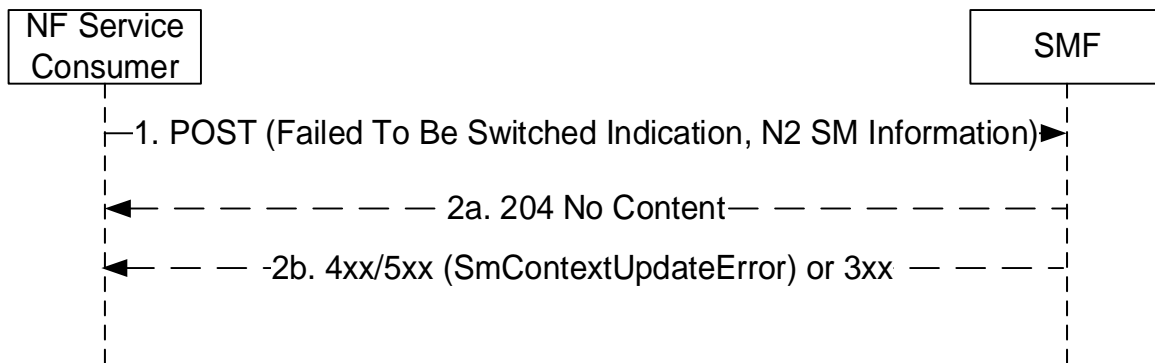 NF Service
Consumer
SMF
1. POST (Failed To Be Switched Indication, N2 SM Information)
2a. 204 No Content
2b. 4xx/5xx (SmContextUpdateError) or 3xx